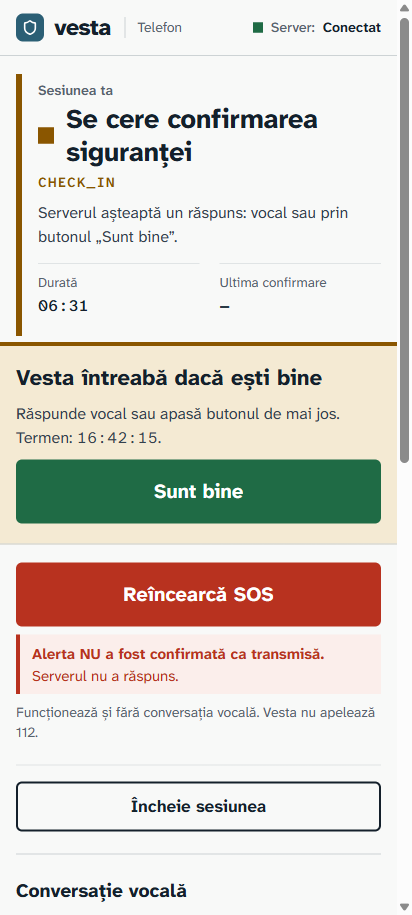 vesta
Telefon
Server: Conectat
Sesiunea ta
Se cere confirmarea
siguranței
CHECK_IN
Serverul așteaptă un răspuns: vocal sau prin
butonul „Sunt bine”.
Durată
Ultima confirmare
06:31
–
Vesta întreabă dacă ești bine
Răspunde vocal sau apasă butonul de mai jos.
Termen: 16:42:15.
Sunt bine
Reîncearcă SOS
Alerta NU a fost confirmată ca transmisă.
Serverul nu a răspuns.
Funcționează și fără conversația vocală. Vesta nu apelează
112.
Încheie sesiunea
Conversație vocală